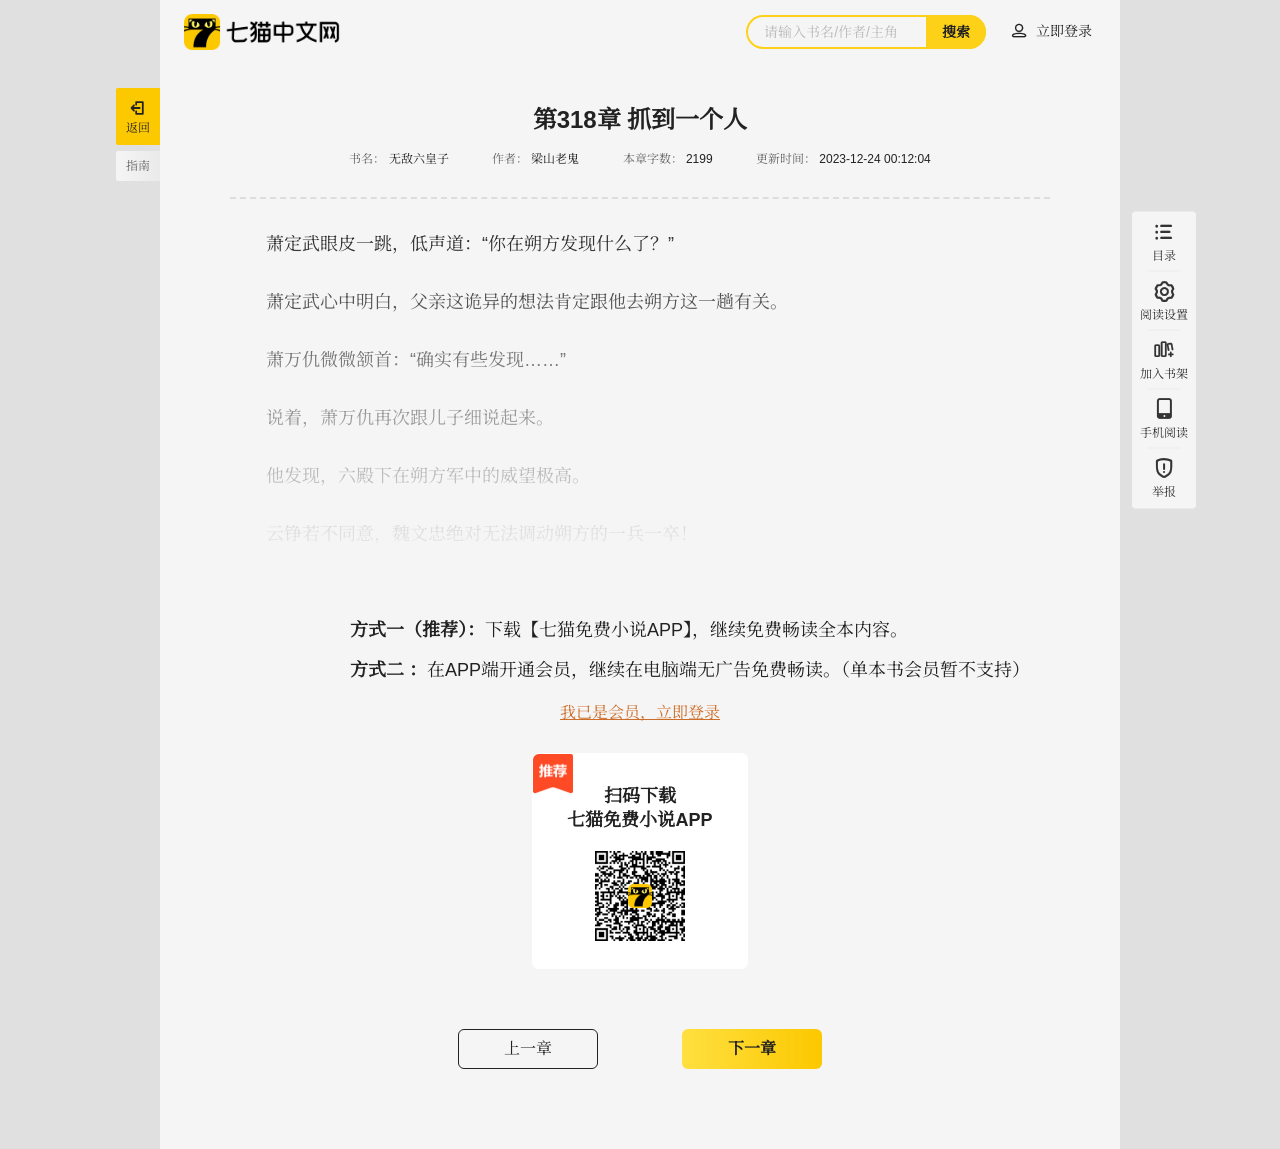 七猫中文网
请输入书名/作者/主角
搜索
立即登录
返回
指南
第318章 抓到一个人
书名： 无敌六皇子 作者： 梁山老鬼 本章字数： 2199 更新时间： 2023-12-24 00:12:04
萧定武眼皮一跳，低声道：“你在朔方发现什么了？”
萧定武心中明白，父亲这诡异的想法肯定跟他去朔方这一趟有关。
萧万仇微微颔首：“确实有些发现……”
说着，萧万仇再次跟儿子细说起来。
他发现，六殿下在朔方军中的威望极高。
云铮若不同意，魏文忠绝对无法调动朔方的一兵一卒！
目录
阅读设置
加入书架
手机阅读
举报
方式一（推荐）： 下载【七猫免费小说APP】，继续免费畅读全本内容。
方式二 ： 在APP端开通会员，继续在电脑端无广告免费畅读。（单本书会员暂不支持）
我已是会员，立即登录
推荐
扫码下载
七猫免费小说APP
上一章
下一章